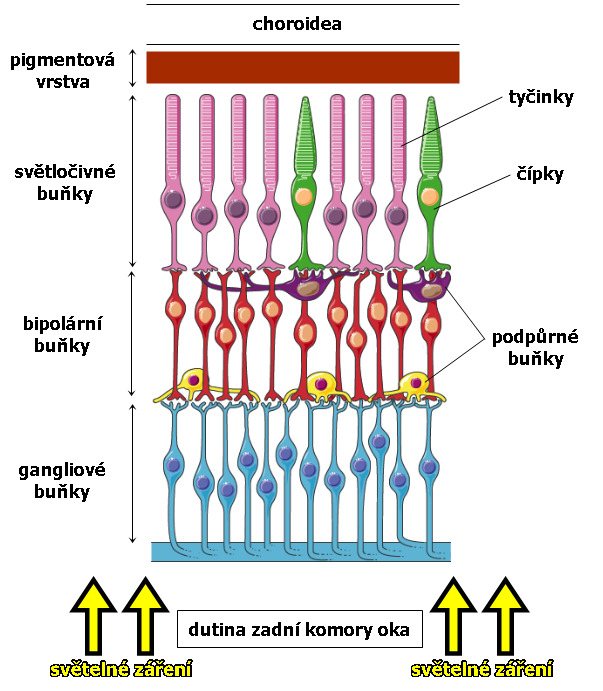 choroidea
pigmentová
vrstva
tyčinky
světločivné
buňky
čípky
bipolární
buňky
podpůrné
buňky
gangliové
buňky
dutina zadní komory oka
světelné záření
světelné záření